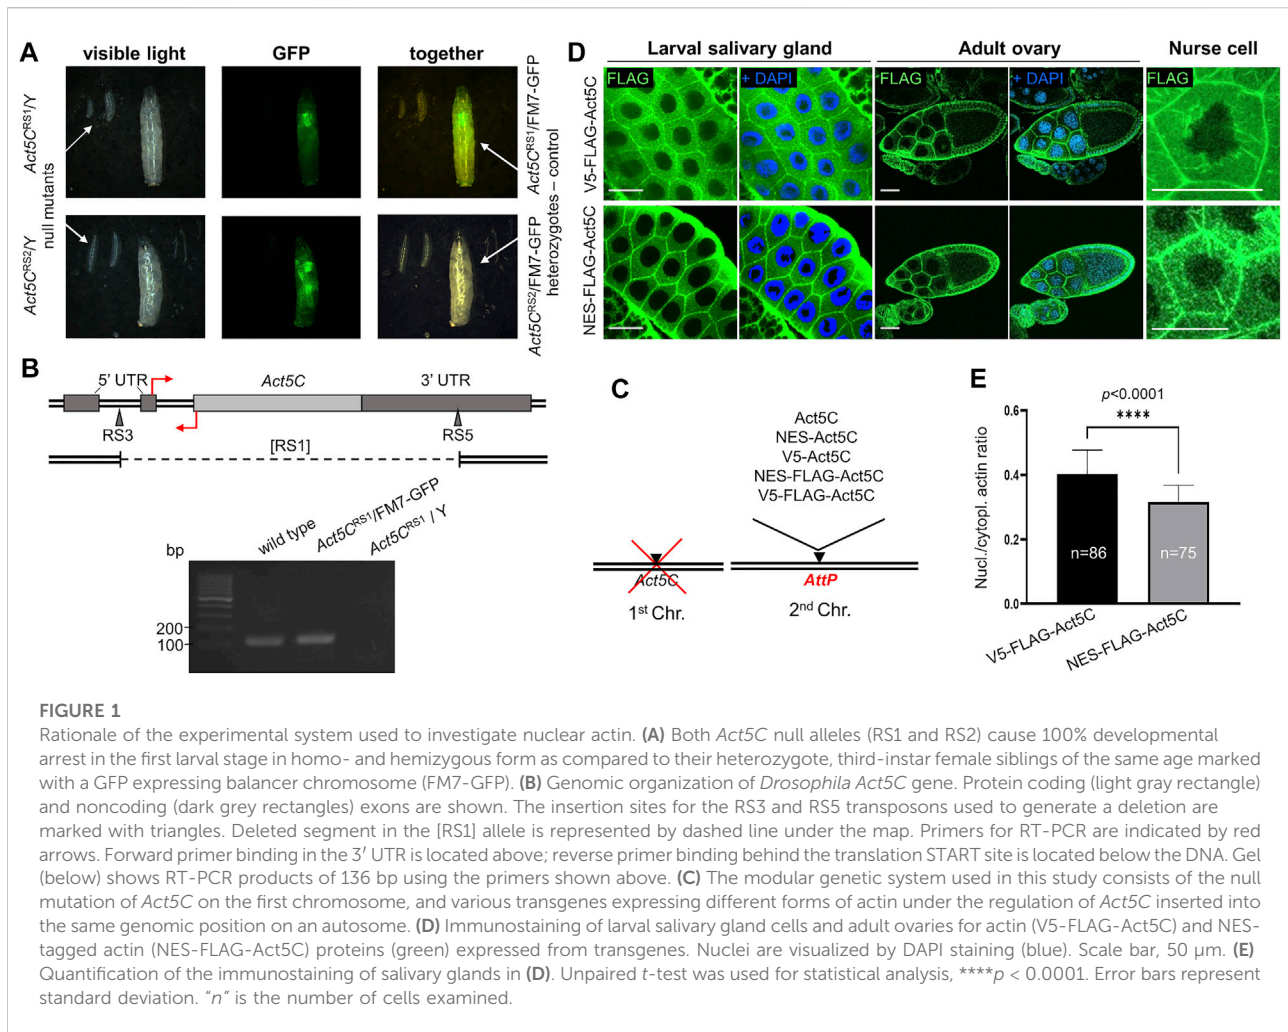 A
visible light
GFP
together
Act5C^RS1/Y
Act5C^RS2/Y
null mutants
Act5C^RS1/FM7-GFP
Act5C^RS2/FM7-GFP
heterozygotes – control
B
5' UTR
Act5C
3' UTR
RS3
RS5
[RS1]
bp
wild type
Act5C^RS1/FM7-GFP
Act5C^RS1 / Y
200
100
C
Act5C
NES-Act5C
V5-Act5C
NES-FLAG-Act5C
V5-FLAG-Act5C
Act5C
AttP
1st Chr.
2nd Chr.
D
Larval salivary gland
Adult ovary
Nurse cell
FLAG
+ DAPI
FLAG
+ DAPI
FLAG
V5-FLAG-Act5C
NES-FLAG-Act5C
E
p<0.0001
****
Nucl./cytopl. actin ratio
0.6
0.4
0.2
0.0
n=86
n=75
V5-FLAG-Act5C
NES-FLAG-Act5C
FIGURE 1
Rationale of the experimental system used to investigate nuclear actin. (A) Both Act5C null alleles (RS1 and RS2) cause 100% developmental
arrest in the first larval stage in homo- and hemizygous form as compared to their heterozygote, third-instar female siblings of the same age marked
with a GFP expressing balancer chromosome (FM7-GFP). (B) Genomic organization of Drosophila Act5C gene. Protein coding (light gray rectangle)
and noncoding (dark grey rectangles) exons are shown. The insertion sites for the RS3 and RS5 transposons used to generate a deletion are
marked with triangles. Deleted segment in the [RS1] allele is represented by dashed line under the map. Primers for RT-PCR are indicated by red
arrows. Forward primer binding in the 3′ UTR is located above; reverse primer binding behind the translation START site is located below the DNA. Gel
(below) shows RT-PCR products of 136 bp using the primers shown above. (C) The modular genetic system used in this study consists of the null
mutation of Act5C on the first chromosome, and various transgenes expressing different forms of actin under the regulation of Act5C inserted into
the same genomic position on an autosome. (D) Immunostaining of larval salivary gland cells and adult ovaries for actin (V5-FLAG-Act5C) and NES-
tagged actin (NES-FLAG-Act5C) proteins (green) expressed from transgenes. Nuclei are visualized by DAPI staining (blue). Scale bar, 50 μm. (E)
Quantification of the immunostaining of salivary glands in (D). Unpaired t-test was used for statistical analysis, ****p < 0.0001. Error bars represent
standard deviation. "n" is the number of cells examined.